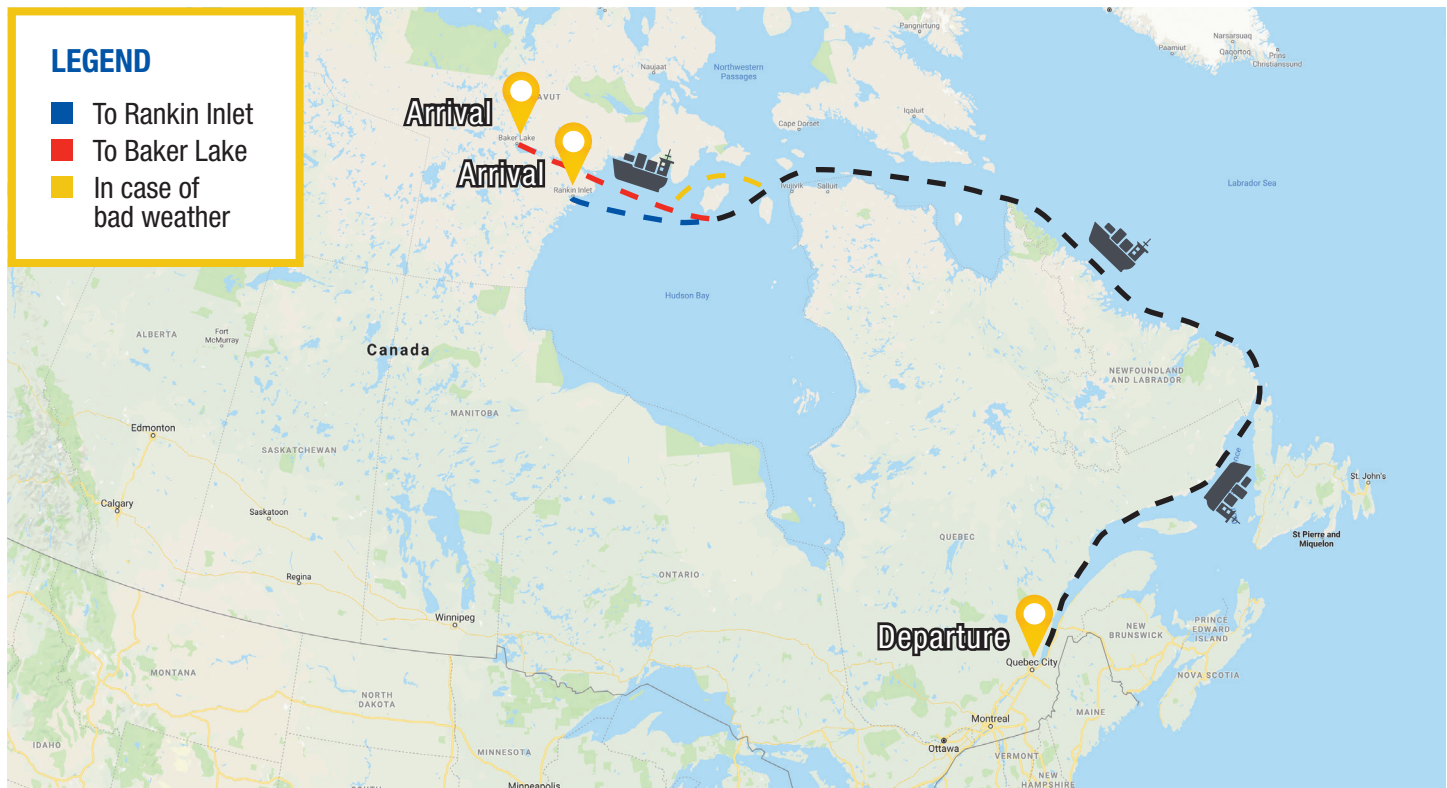 LEGEND
To Rankin Inlet
To Baker Lake
In case of
bad weather
Pangnirtung
Narsarsuaq
Paamiut
Qaqortoq
Prins
Christianssund
Naujaat
Northwestern
Passages
Arrival
AVUT
Baker Lake
Cape Dorset
Iqaluit
Arrival
Rankin Inlet
Ivujivik
Salluit
Labrador Sea
Hudson Bay
ALBERTA
Fort
McMurray
Canada
NEWFOUNDLAND
AND LABRADOR
MANITOBA
Edmonton
SASKATCHEWAN
St. John's
Calgary
Saskatoon
QUEBEC
St Pierre and
Miquelon
ONTARIO
Regina
Winnipeg
Departure
NEW
BRUNSWICK
PRINCE
EDWARD
ISLAND
Quebec City
MONTANA
NOVA SCOTIA
NORTH
DAKOTA
MAINE
Montreal
Ottawa
IDAHO
MINNESOTA
VERMONT
NEW
HAMPSHIRE
Minneapolis